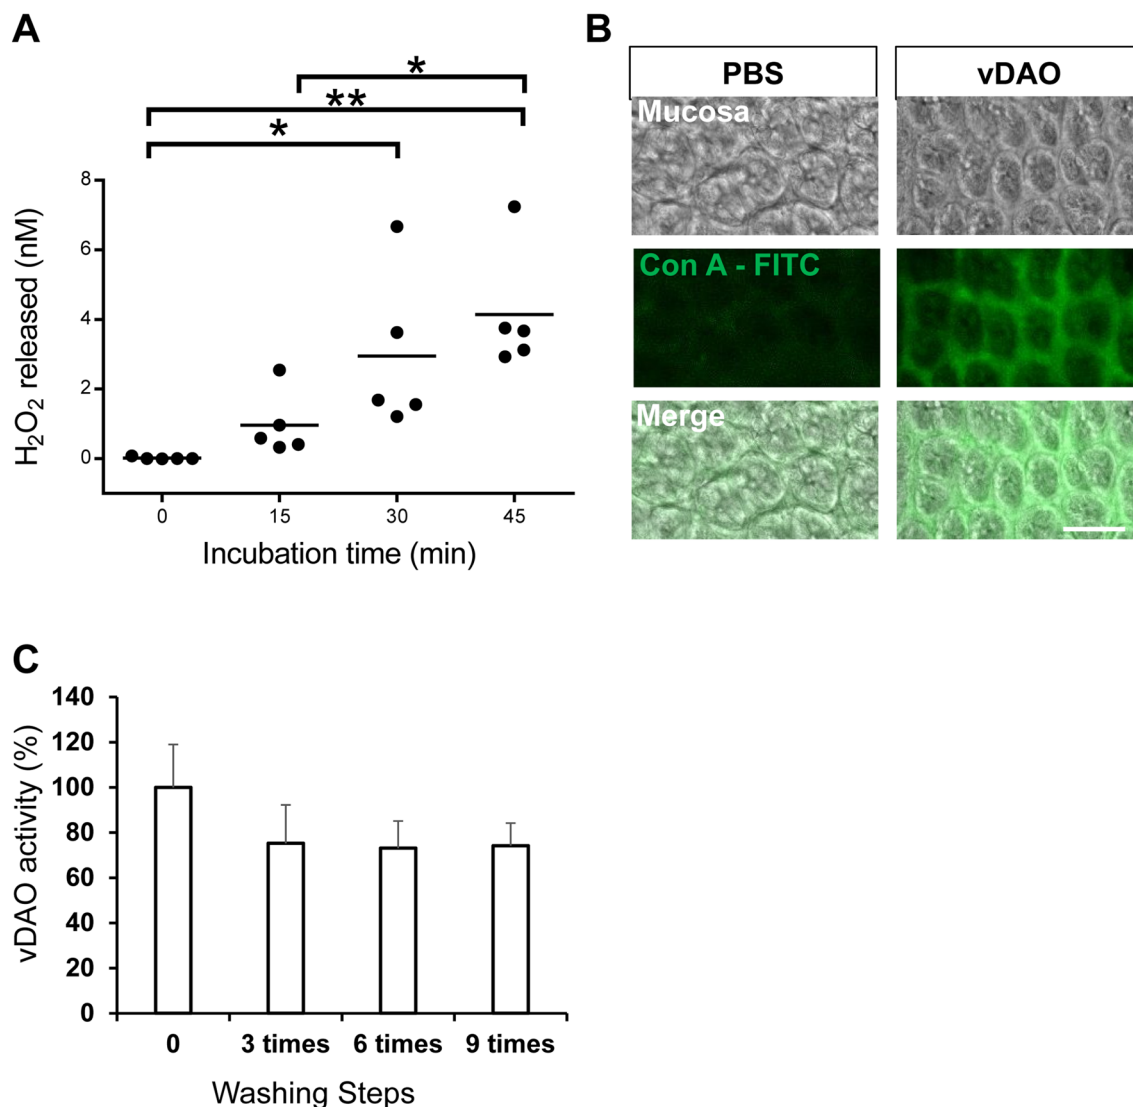 A
*
**
*
8
6
4
2
0
H₂O₂ released (nM)
0 15 30 45
Incubation time (min)
B
PBS vDAO
Mucosa
Con A - FITC
Merge
C
140
120
100
80
60
40
20
0
vDAO activity (%)
0 3 times 6 times 9 times
Washing Steps